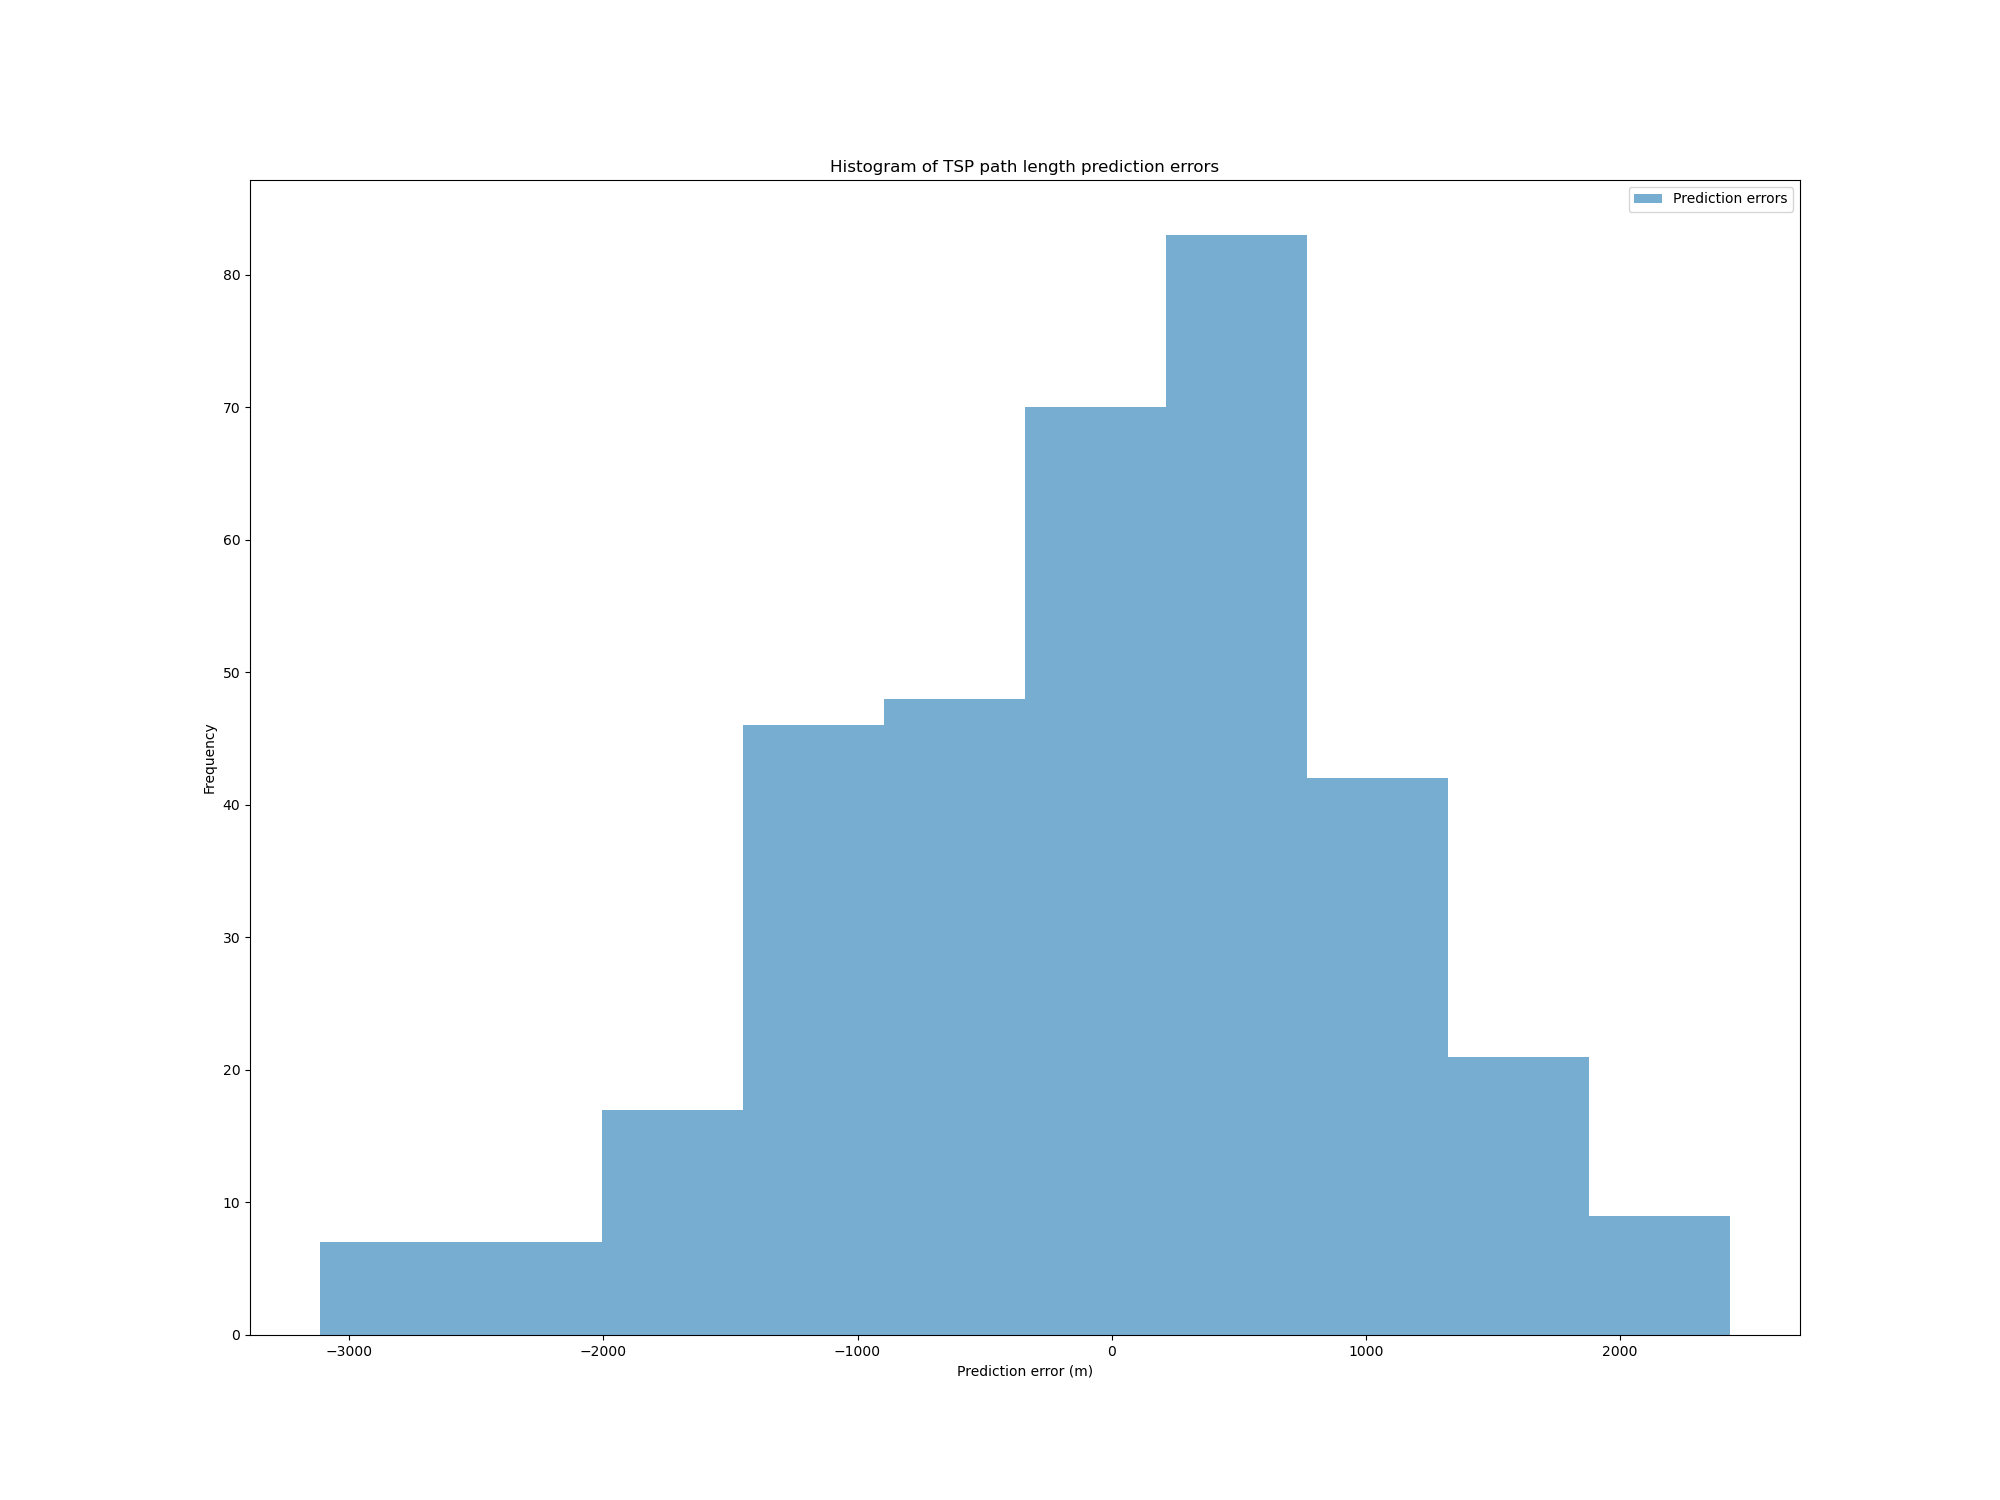 Histogram of TSP path length prediction errors
Prediction errors
80
70
60
50
40
30
20
10
0
Frequency
−3000 −2000 −1000 0 1000 2000
Prediction error (m)